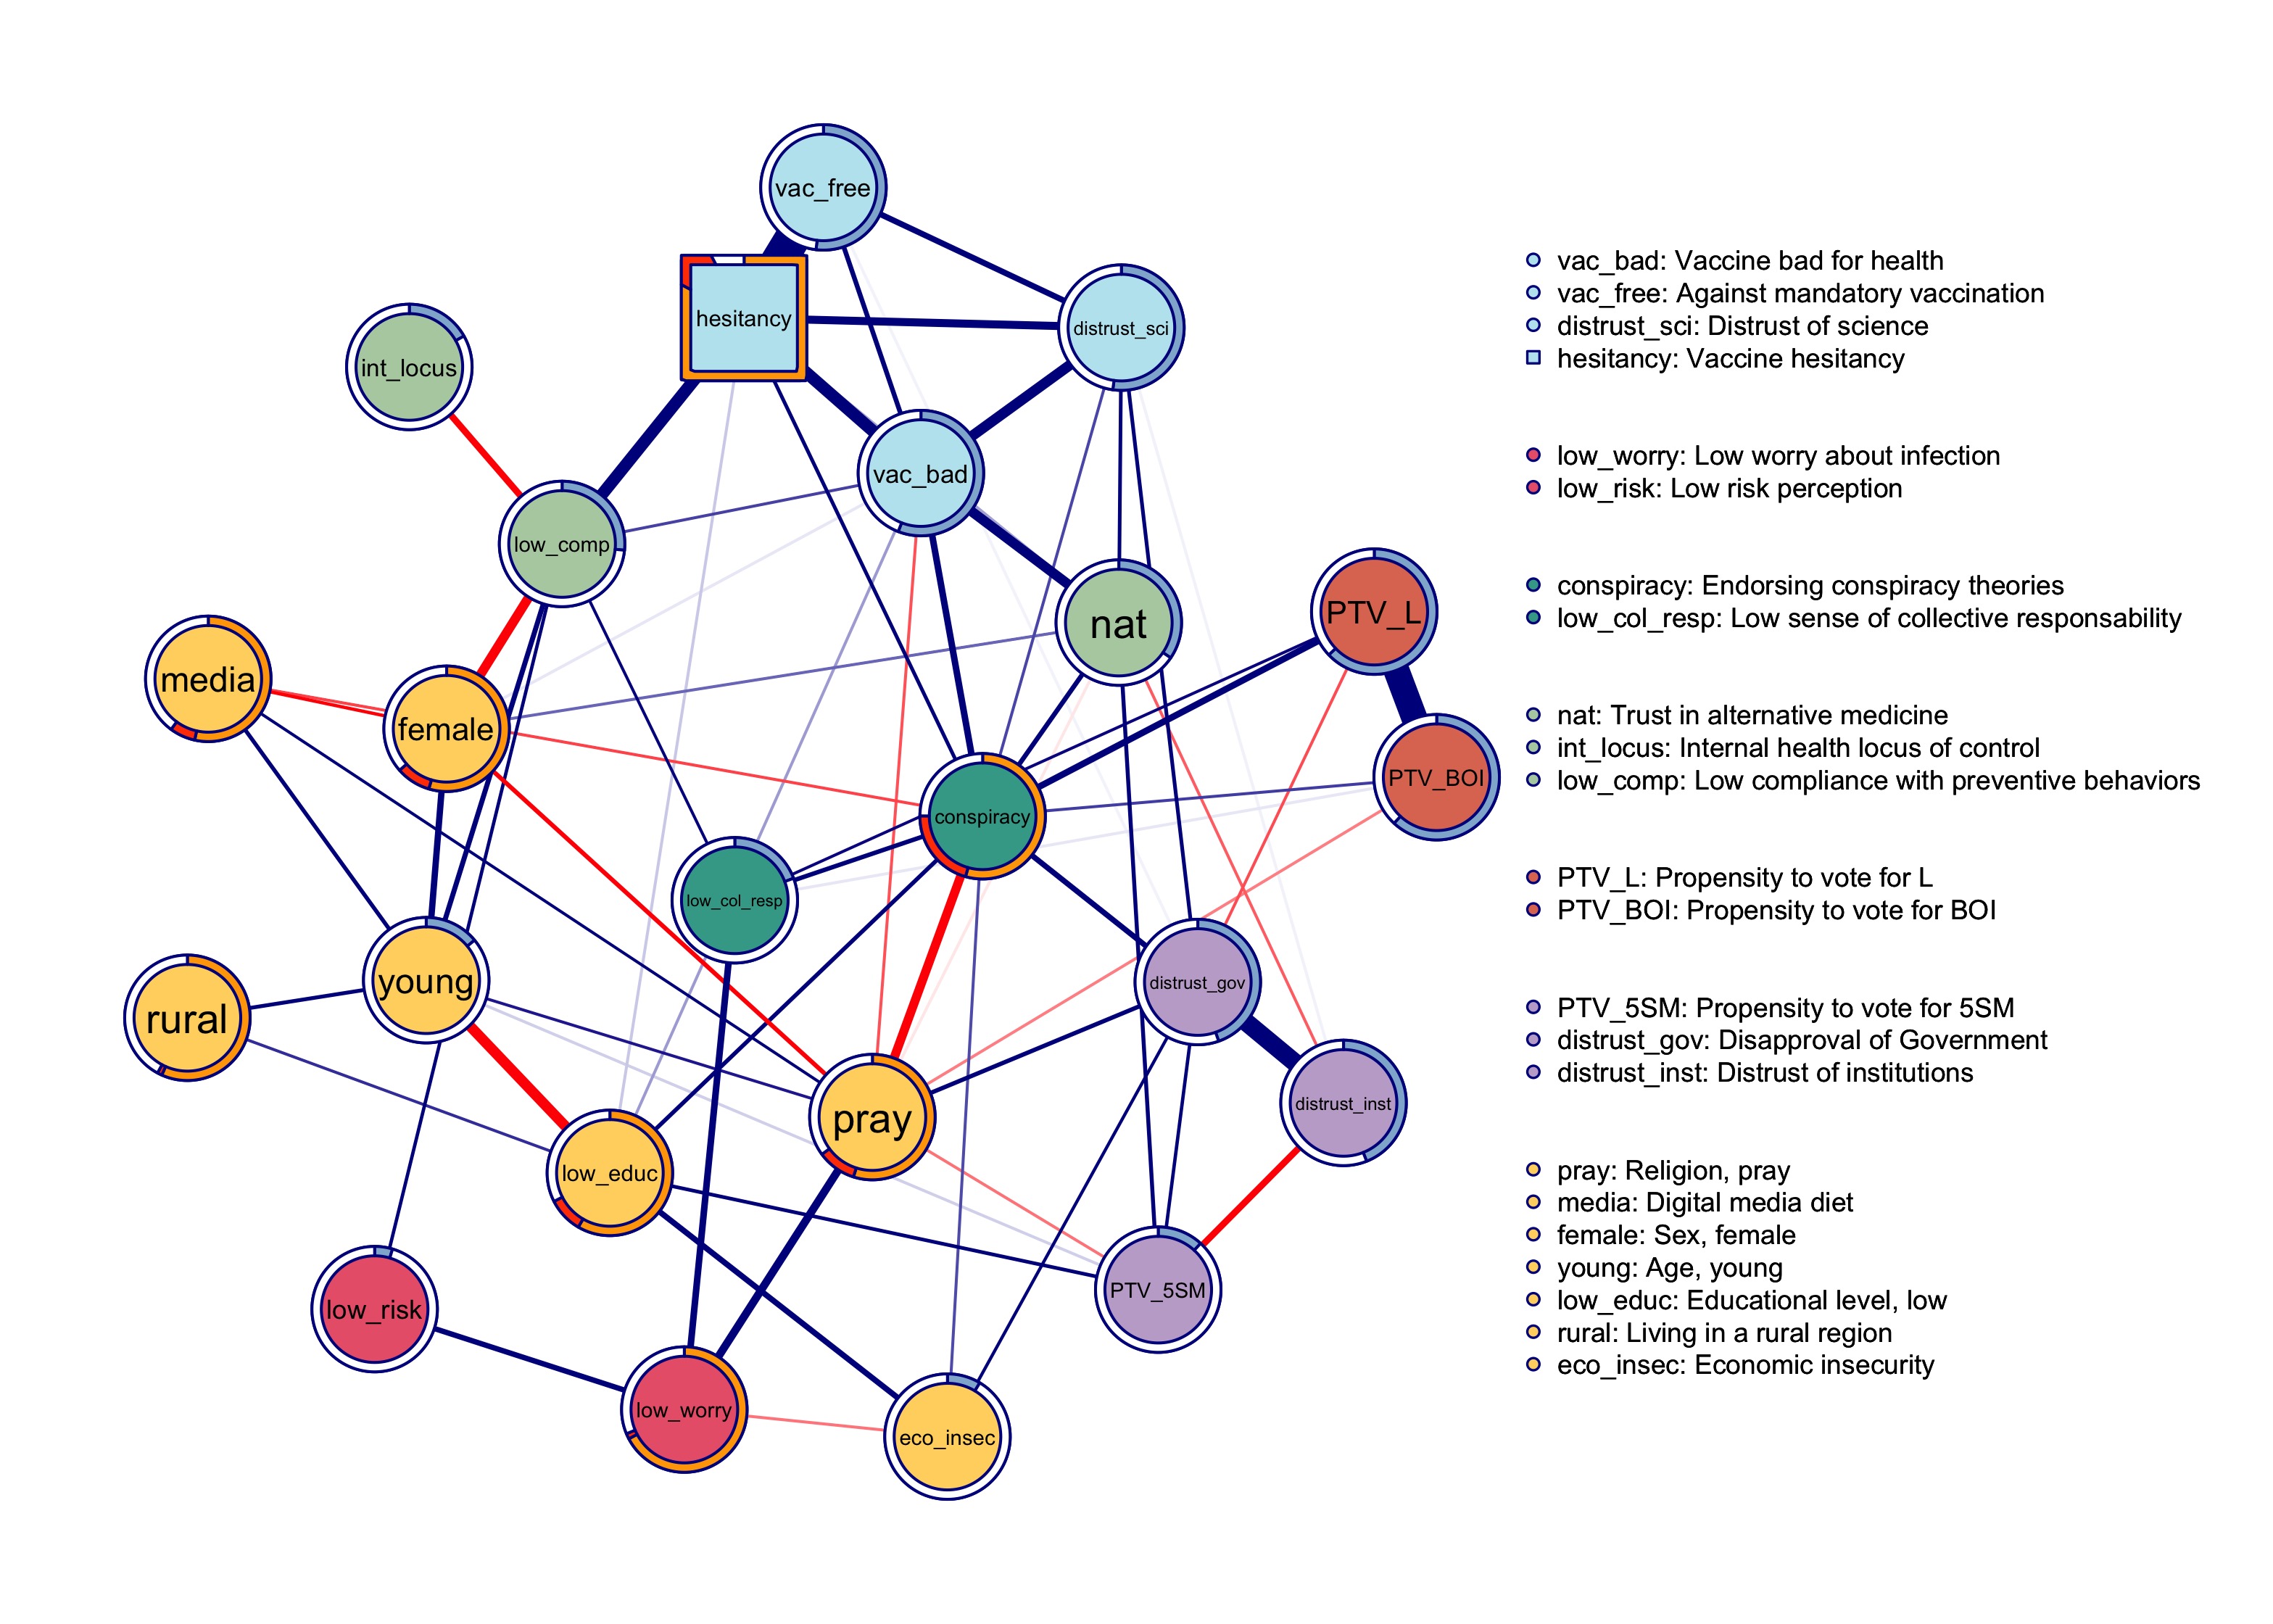 vac_free
hesitancy
distrust_sci
int_locus
vac_bad
low_comp
nat
PTV_L
media
female
PTV_BOI
conspiracy
low_col_resp
young
distrust_gov
rural
pray
distrust_inst
low_educ
PTV_5SM
low_risk
low_worry
eco_insec
vac_bad: Vaccine bad for health
vac_free: Against mandatory vaccination
distrust_sci: Distrust of science
hesitancy: Vaccine hesitancy
low_worry: Low worry about infection
low_risk: Low risk perception
conspiracy: Endorsing conspiracy theories
low_col_resp: Low sense of collective responsability
nat: Trust in alternative medicine
int_locus: Internal health locus of control
low_comp: Low compliance with preventive behaviors
PTV_L: Propensity to vote for L
PTV_BOI: Propensity to vote for BOI
PTV_5SM: Propensity to vote for 5SM
distrust_gov: Disapproval of Government
distrust_inst: Distrust of institutions
pray: Religion, pray
media: Digital media diet
female: Sex, female
young: Age, young
low_educ: Educational level, low
rural: Living in a rural region
eco_insec: Economic insecurity